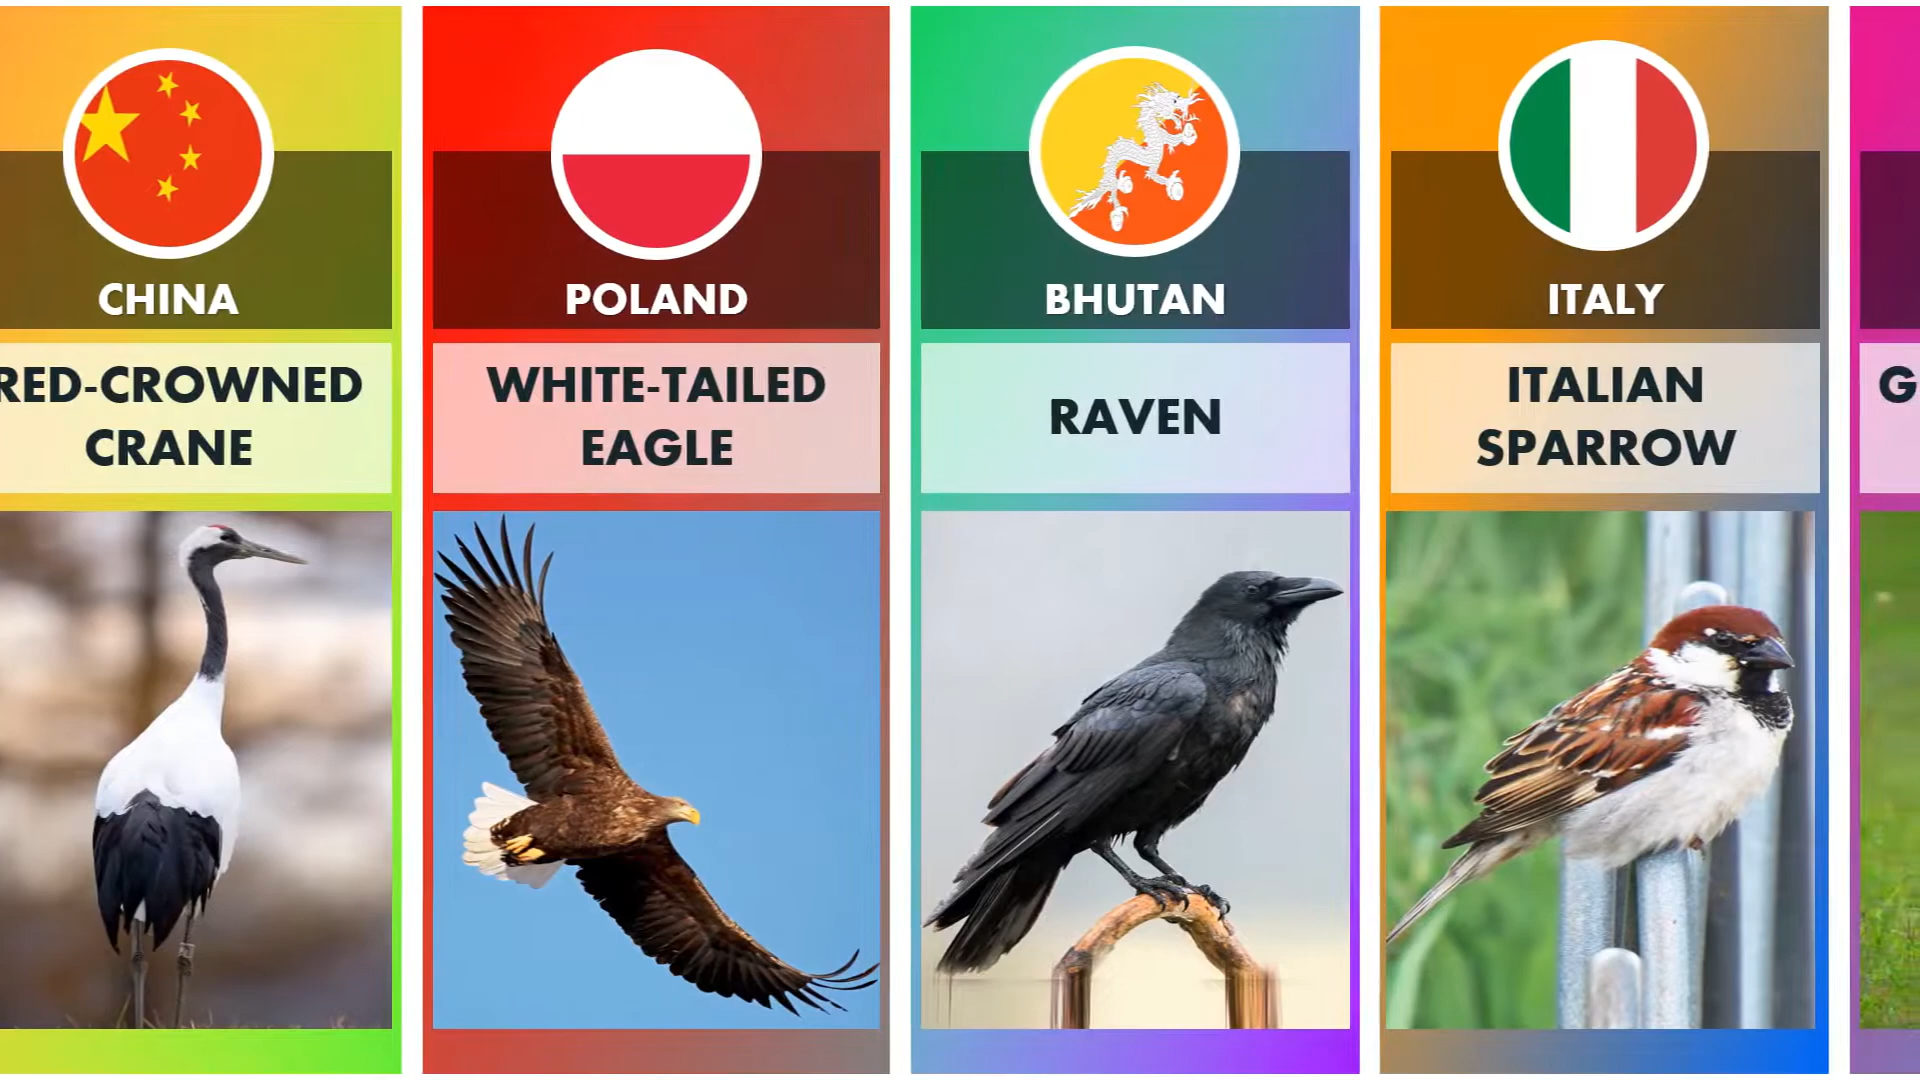 CHINA
RED-CROWNED
CRANE
POLAND
WHITE-TAILED
EAGLE
BHUTAN
RAVEN
ITALY
ITALIAN
SPARROW